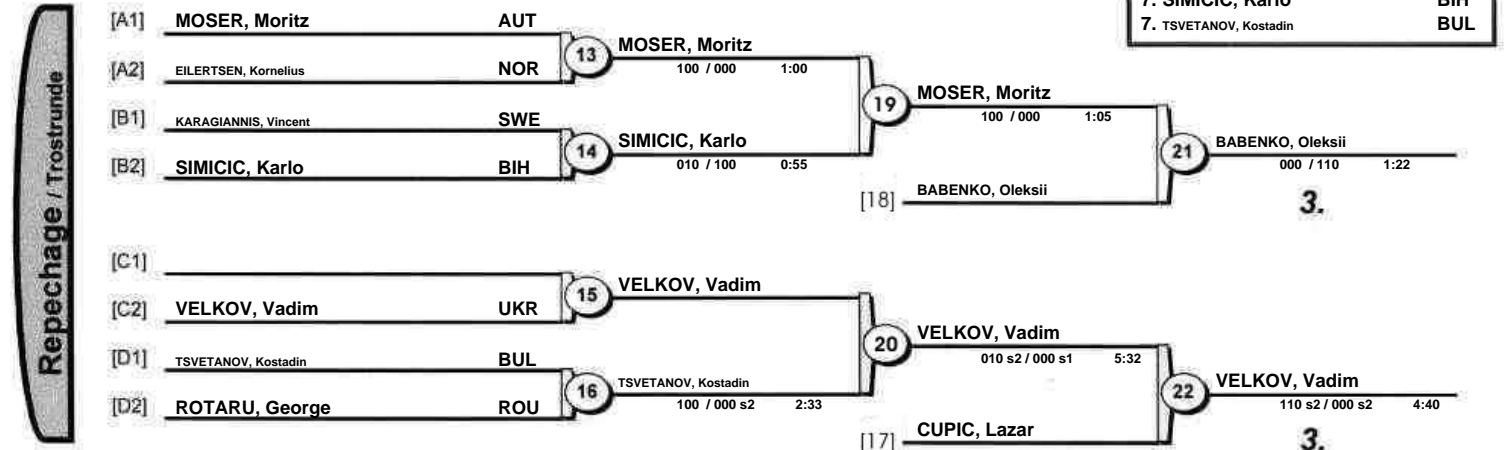 7. SIMICIC, Karlo BIH
7. TSVETANOV, Kostadin BUL
Repechage / Trostrunde
[A1] MOSER, Moritz AUT
[A2] EILERTSEN, Kornelius NOR
13 MOSER, Moritz
100 / 000 1:00
[B1] KARAGIANNIS, Vincent SWE
[B2] SIMICIC, Karlo BIH
14 SIMICIC, Karlo
010 / 100 0:55
19 MOSER, Moritz
100 / 000 1:05
[18] BABENKO, Oleksii
21 BABENKO, Oleksii
000 / 110 1:22
3.
[C1]
[C2] VELKOV, Vadim UKR
15 VELKOV, Vadim
[D1] TSVETANOV, Kostadin BUL
[D2] ROTARU, George ROU
16 TSVETANOV, Kostadin
100 / 000 s2 2:33
20 VELKOV, Vadim
010 s2 / 000 s1 5:32
[17] CUPIC, Lazar
22 VELKOV, Vadim
110 s2 / 000 s2 4:40
3.